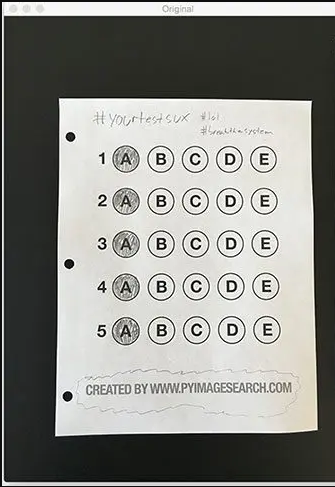 Original
#yourtestsux #lol
#breakthesystem
1 A B C D E
2 A B C D E
3 A B C D E
4 A B C D E
5 A B C D E
CREATED BY WWW.PYIMAGESEARCH.COM